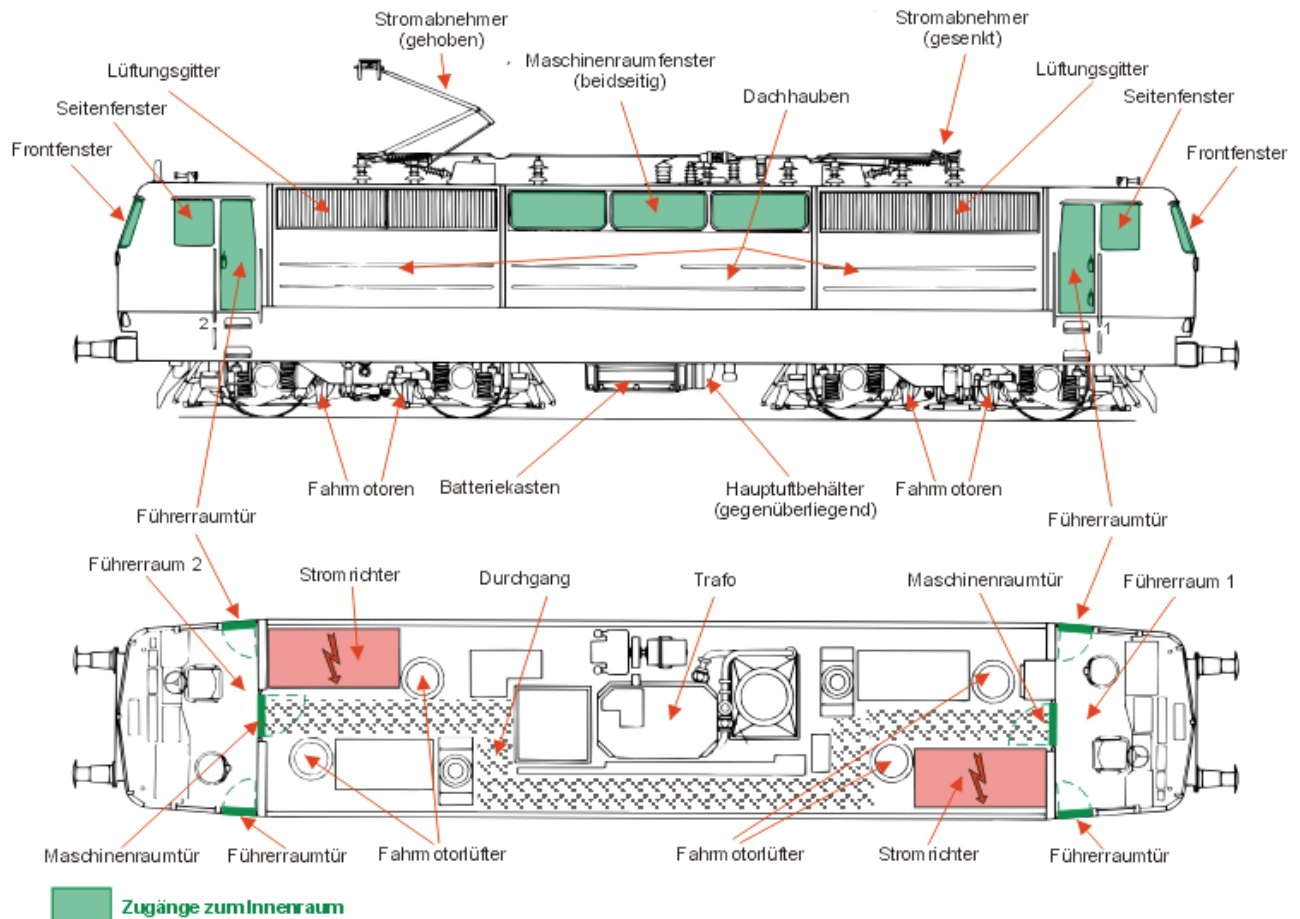 Stromabnehmer
(gehoben)
Stromabnehmer
(gesenkt)
Lüftungsgitter
Maschinenraumfenster
(beidseitig)
Lüftungsgitter
Seitenfenster
Dachhauben
Seitenfenster
Frontfenster
Frontfenster
2
1
Fahrmotoren
Batteriekasten
Hauptuftbehälter
(gegenüberliegend)
Fahrmotoren
Führerraumtür
Führerraumtür
Führerraum 2
Stromrichter
Durchgang
Trafo
Maschinenraumtür
Führerraum 1
Maschinenraumtür
Führerraumtür
Fahrmotorlüfter
Fahrmotorlüfter
Stromrichter
Führerraumtür
Zugänge zum Innenraum